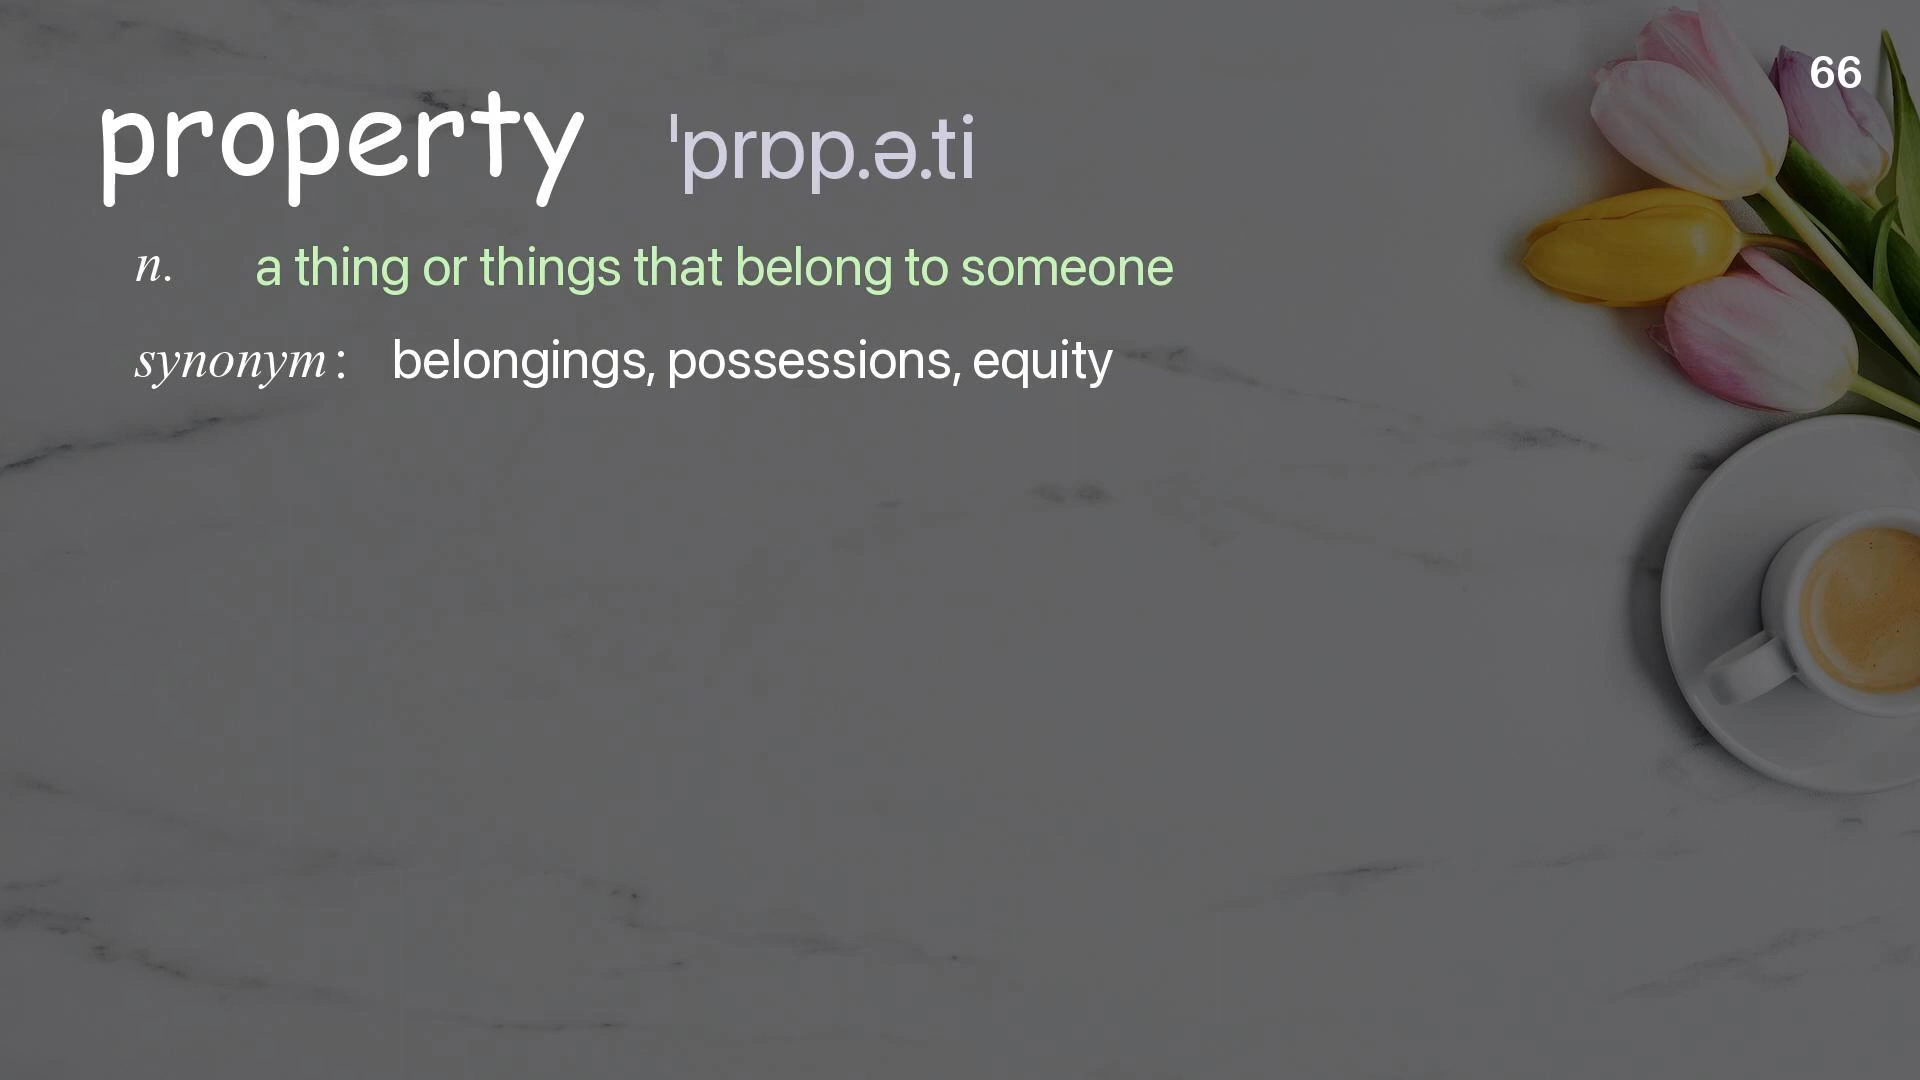 66
property ˈprɒp.ə.ti
n. a thing or things that belong to someone
synonym: belongings, possessions, equity